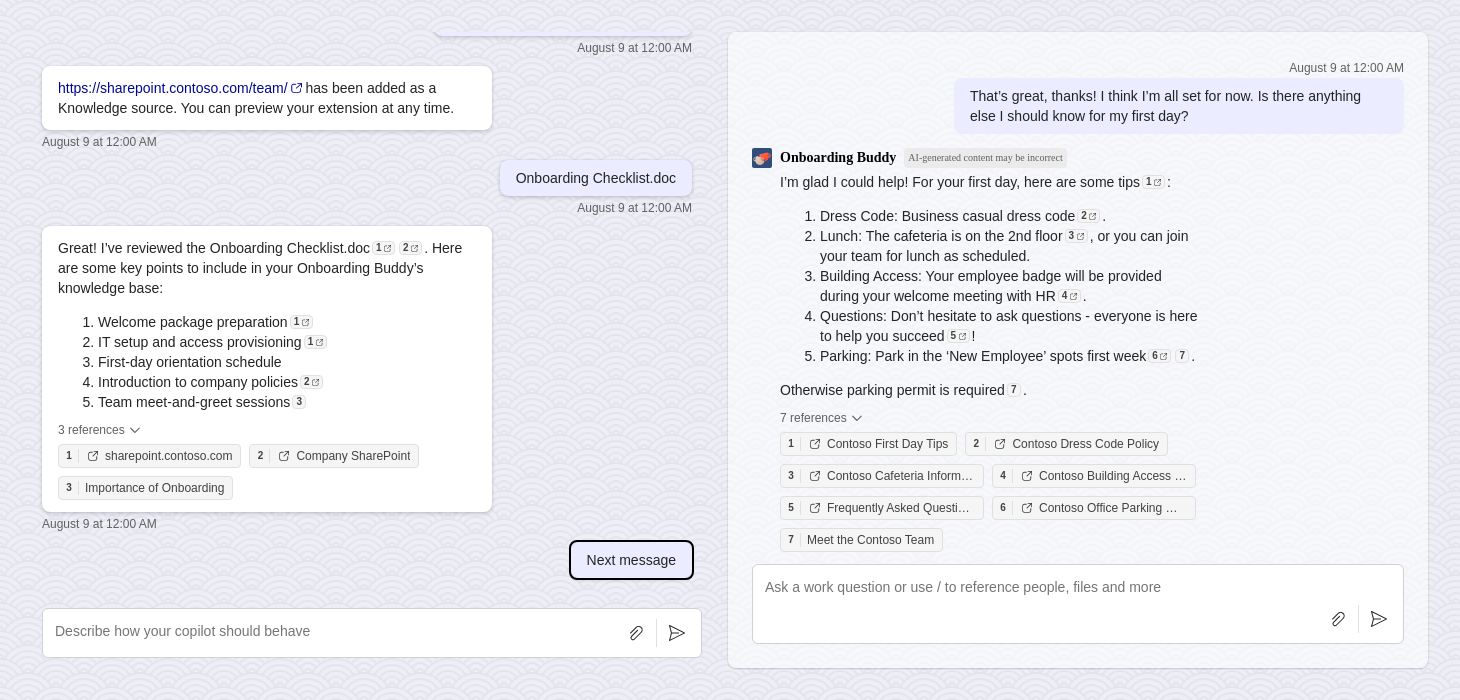 August 9 at 12:00 AM
https://sharepoint.contoso.com/team/ has been added as a
Knowledge source. You can preview your extension at any time.
August 9 at 12:00 AM
Onboarding Checklist.doc
August 9 at 12:00 AM
Great! I’ve reviewed the Onboarding Checklist.doc 1 2 . Here
are some key points to include in your Onboarding Buddy’s
knowledge base:
1. Welcome package preparation 1
2. IT setup and access provisioning 1
3. First-day orientation schedule
4. Introduction to company policies 2
5. Team meet-and-greet sessions 3
3 references
1 sharepoint.contoso.com 2 Company SharePoint
3 Importance of Onboarding
August 9 at 12:00 AM
Next message
Describe how your copilot should behave
August 9 at 12:00 AM
That’s great, thanks! I think I’m all set for now. Is there anything
else I should know for my first day?
Onboarding Buddy AI-generated content may be incorrect
I’m glad I could help! For your first day, here are some tips 1 :
1. Dress Code: Business casual dress code 2 .
2. Lunch: The cafeteria is on the 2nd floor 3 , or you can join
your team for lunch as scheduled.
3. Building Access: Your employee badge will be provided
during your welcome meeting with HR 4 .
4. Questions: Don’t hesitate to ask questions - everyone is here
to help you succeed 5 !
5. Parking: Park in the ‘New Employee’ spots first week 6 7 .
Otherwise parking permit is required 7 .
7 references
1 Contoso First Day Tips 2 Contoso Dress Code Policy
3 Contoso Cafeteria Inform… 4 Contoso Building Access …
5 Frequently Asked Questi… 6 Contoso Office Parking …
7 Meet the Contoso Team
Ask a work question or use / to reference people, files and more